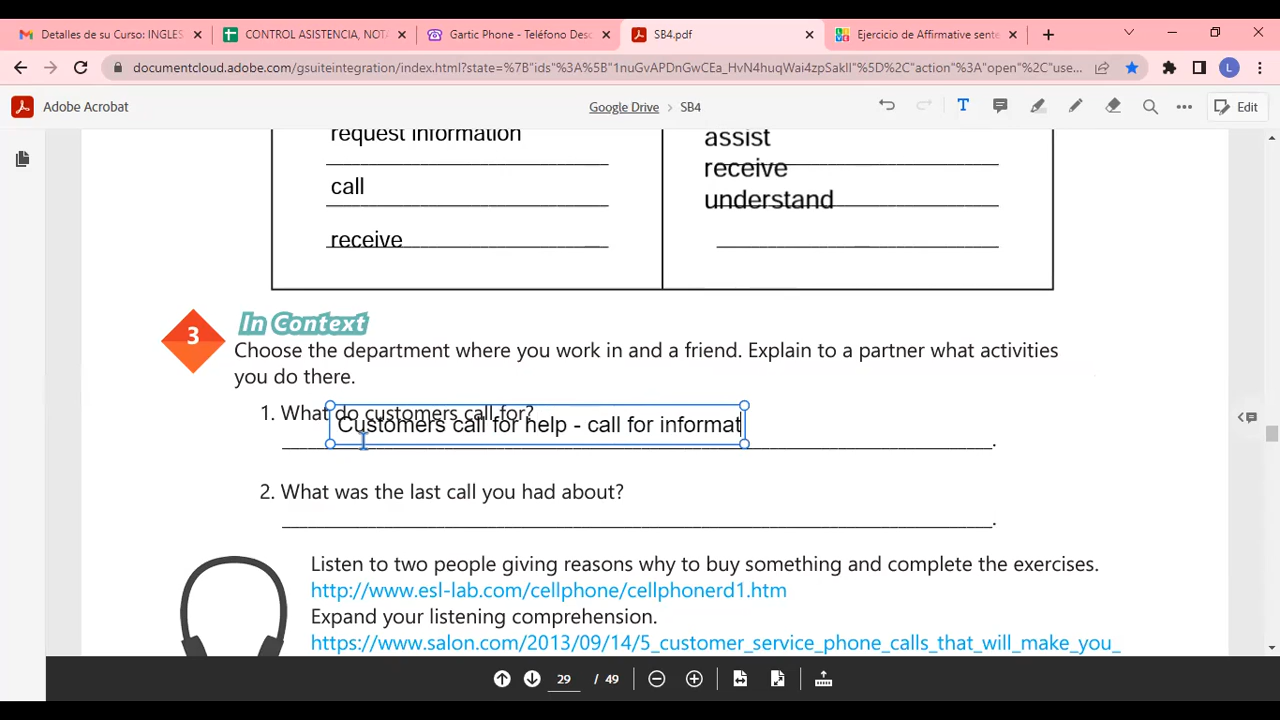 Detalles de su Curso: INGLES
CONTROL ASISTENCIA, NOTA
Gartic Phone - Teléfono Desc
SB4.pdf
Ejercicio de Affirmative sente
documentcloud.adobe.com/gsuiteintegration/index.html?state=%7B"ids"%3A%5B"1nuGvAPDnGwCEa_HvN4huqWai4zpSakIl"%5D%2C"action"%3A"open"%2C"use...
L
Adobe Acrobat
Google Drive > SB4
Edit
request information
assist
receive
call
understand
receive
3
In Context
Choose the department where you work in and a friend. Explain to a partner what activities
you do there.
1. What do customers call for?
Customers call for help - call for informat
2. What was the last call you had about?
Listen to two people giving reasons why to buy something and complete the exercises.
http://www.esl-lab.com/cellphone/cellphonerd1.htm
Expand your listening comprehension.
https://www.salon.com/2013/09/14/5_customer_service_phone_calls_that_will_make_you_
29 / 49